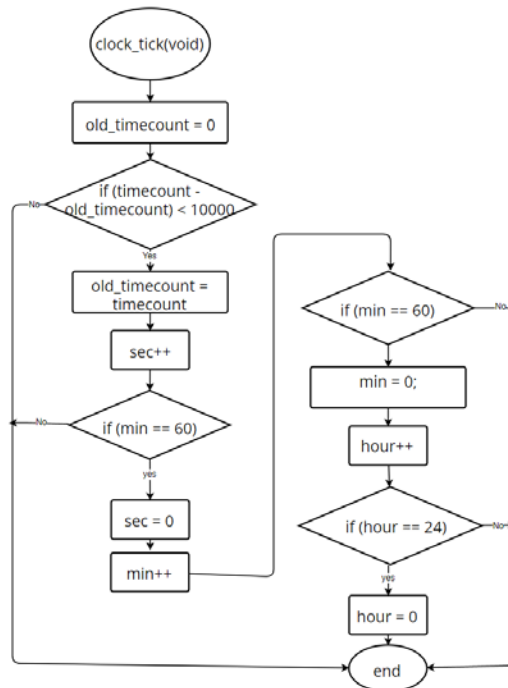 clock_tick(void)
old_timecount = 0
if (timecount -
old_timecount) < 10000
No
Yes
old_timecount =
timecount
sec++
if (min == 60)
No
yes
sec = 0
min++
if (min == 60)
No
min = 0;
hour++
if (hour == 24)
No
yes
hour = 0
end